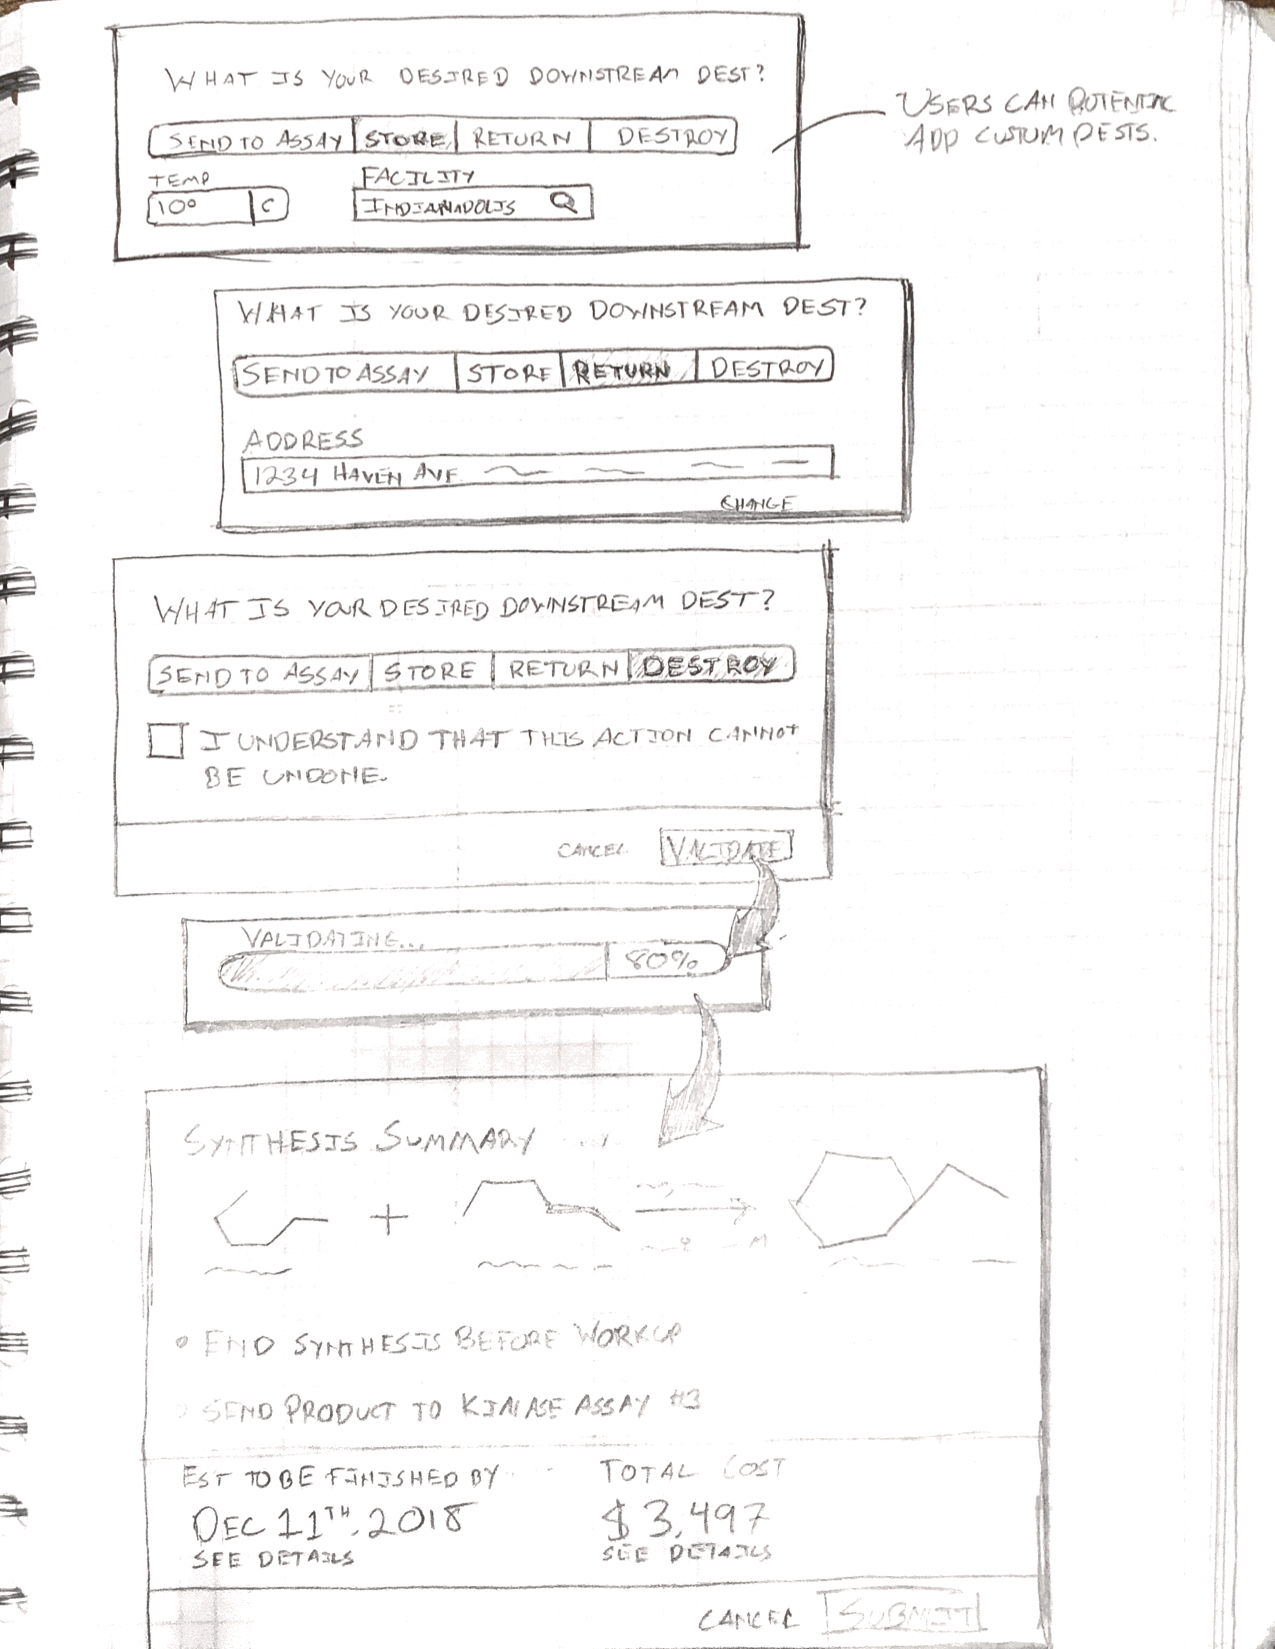 WHAT IS YOUR DESIRED DOWNSTREAM DEST?
SEND TO ASSAY STORE RETURN DESTROY
TEMP FACILITY
10° C INDIANAPOLIS
USERS CAN
ADD CUSTOM DESTS.
WHAT IS YOUR DESIRED DOWNSTREAM DEST?
SEND TO ASSAY STORE RETURN DESTROY
ADDRESS
1234 HAVEN AVE.
CHANGE
WHAT IS YOUR DESIRED DOWNSTREAM DEST?
SEND TO ASSAY STORE RETURN DESTROY
I UNDERSTAND THAT THIS ACTION CANNOT
BE UNDONE.
CANCEL VALIDATE
VALIDATING...
80%
SYNTHESIS SUMMARY
+
END SYNTHESIS BEFORE WORKUP
SEND PRODUCT TO KINASE ASSAY #3
EST TO BE FINISHED BY TOTAL COST
DEC 11TH, 2018 $3,497
SEE DETAILS SEE DETAILS
CANCEL SUBMIT